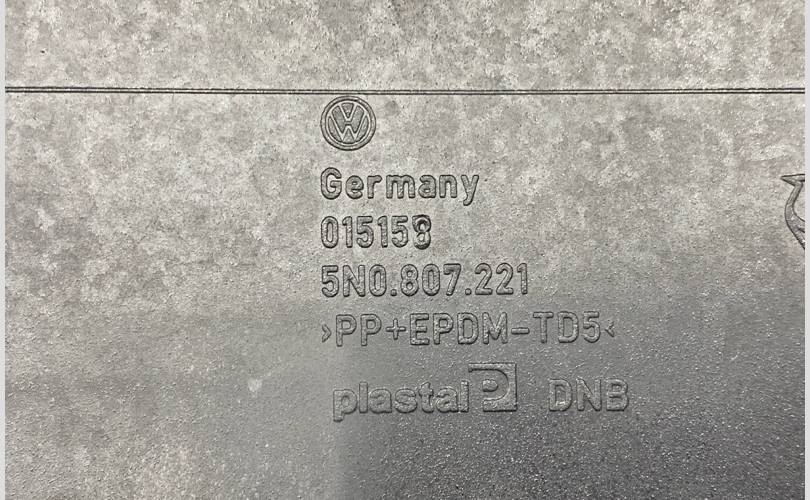 Germany
015158
5N0.807.221
>PP+EPDM-TD5<
plastal P DNB